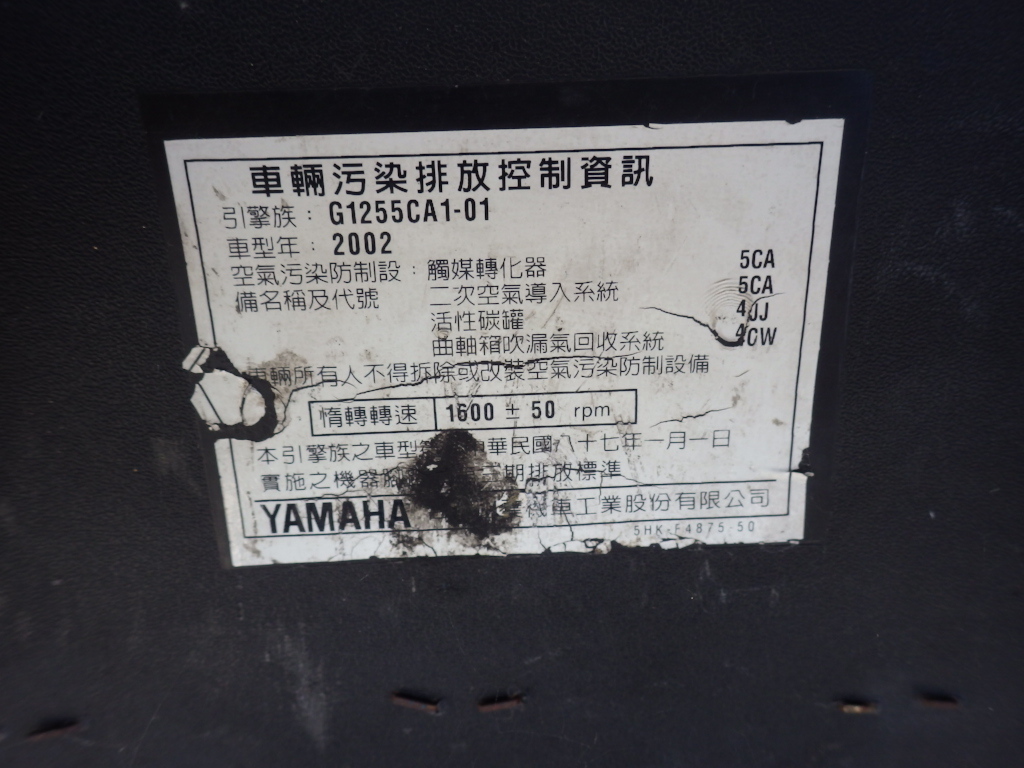 車輛污染排放控制資訊
引擎族：G1255CA1-01
車型年：2002
空氣污染防制設：觸媒轉化器 5CA
備名稱及代號 二次空氣導入系統 5CA
活性碳罐 4JJ
曲軸箱吹漏氣回收系統 4CW
車輛所有人不得拆除或改裝空氣污染防制設備
惰轉轉速 1600 ± 50 rpm
本引擎族之車型 華民國八十七年一月一日
實施之機器腳 期排放標準
YAMAHA 機車工業股份有限公司
5HK-F4875-50